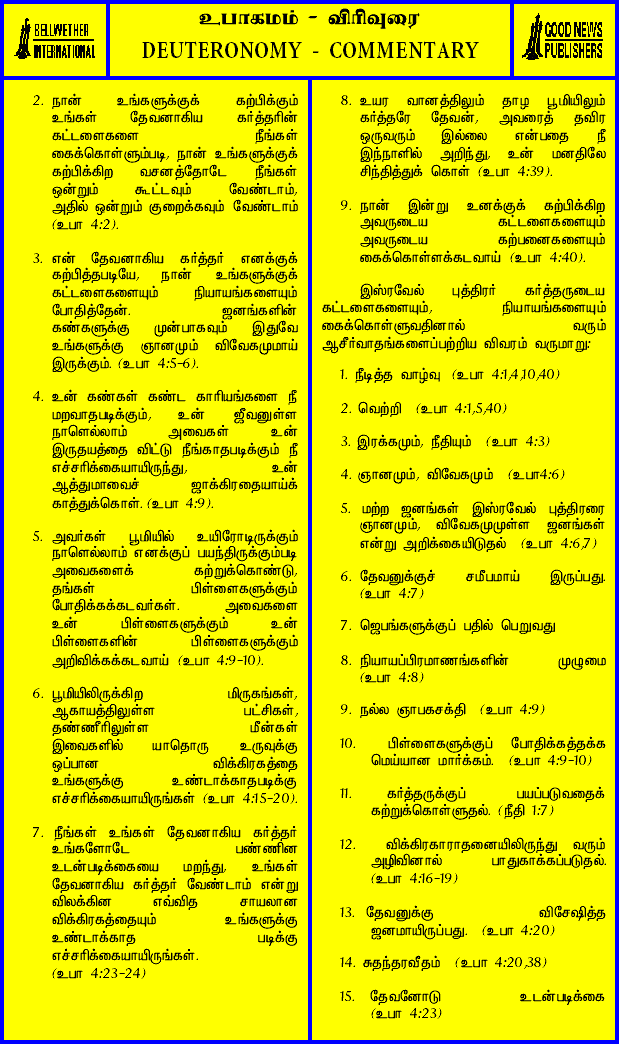 BELLWETHER
INTERNATIONAL
உபாகமம் - விரிவுரை
DEUTERONOMY - COMMENTARY
GOOD NEWS
PUBLISHERS
2. நான் உங்களுக்குக் கற்பிக்கும்
உங்கள் தேவனாகிய கர்த்தரின்
கட்டளைகளை நீங்கள்
கைக்கொள்ளும்படி, நான் உங்களுக்குக்
கற்பிக்கிற வசனத்தோடே நீங்கள்
ஒன்றும் கூட்டவும் வேண்டாம்,
அதில் ஒன்றும் குறைக்கவும் வேண்டாம்
(உபா 4:2).
3. என் தேவனாகிய கர்த்தர் எனக்குக்
கற்பித்தபடியே, நான் உங்களுக்குக்
கட்டளைகளையும் நியாயங்களையும்
போதித்தேன். ஜனங்களின்
கண்களுக்கு முன்பாகவும் இதுவே
உங்களுக்கு ஞானமும் விவேகமுமாய்
இருக்கும். (உபா 4:5-6).
4. உன் கண்கள் கண்ட காரியங்களை நீ
மறவாதபடிக்கும், உன் ஜீவனுள்ள
நாளெல்லாம் அவைகள் உன்
இருதயத்தை விட்டு நீங்காதபடிக்கும் நீ
எச்சரிக்கையாயிருந்து, உன்
ஆத்துமாவைச் ஜாக்கிரதையாய்க்
காத்துக்கொள். (உபா 4:9).
5. அவர்கள் பூமியில் உயிரோடிருக்கும்
நாளெல்லாம் எனக்குப் பயந்திருக்கும்படி
அவைகளைக் கற்றுக்கொண்டு,
தங்கள் பிள்ளைகளுக்கும்
போதிக்கக்கடவர்கள். அவைகளை
உன் பிள்ளைகளுக்கும் உன்
பிள்ளைகளின் பிள்ளைகளுக்கும்
அறிவிக்கக்கடவாய் (உபா 4:9-10).
6. பூமியிலிருக்கிற மிருகங்கள்,
ஆகாயத்திலுள்ள பட்சிகள்,
தண்ணீரிலுள்ள மீன்கள்
இவைகளில் யாதொரு உருவுக்கு
ஒப்பான விக்கிரகத்தை
உங்களுக்கு உண்டாக்காதபடிக்கு
எச்சரிக்கையாயிருங்கள் (உபா 4:15-20).
7. நீங்கள் உங்கள் தேவனாகிய கர்த்தர்
உங்களோடே பண்ணின
உடன்படிக்கையை மறந்து, உங்கள்
தேவனாகிய கர்த்தர் வேண்டாம் என்று
விலக்கின எவ்வித சாயலான
விக்கிரகத்தையும் உங்களுக்கு
உண்டாக்காத படிக்கு
எச்சரிக்கையாயிருங்கள்.
(உபா 4:23-24)
8. உயர வானத்திலும் தாழ பூமியிலும்
கர்த்தரே தேவன், அவரைத் தவிர
ஒருவரும் இல்லை என்பதை நீ
இந்நாளில் அறிந்து, உன் மனதிலே
சிந்தித்துக் கொள் (உபா 4:39).
9. நான் இன்று உனக்குக் கற்பிக்கிற
அவருடைய கட்டளைகளையும்
அவருடைய கற்பனைகளையும்
கைக்கொள்ளக்கடவாய் (உபா 4:40).
இஸ்ரவேல் புத்திரர் கர்த்தருடைய
கட்டளைகளையும், நியாயங்களையும்
கைக்கொள்ளுவதினால் வரும்
ஆசீர்வாதங்களைப்பற்றிய விவரம் வருமாறு:
1. நீடித்த வாழ்வு (உபா 4:1,4,10,40)
2. வெற்றி (உபா 4:1,5,40)
3. இரக்கமும், நீதியும் (உபா 4:3)
4. ஞானமும், விவேகமும் (உபா4:6)
5. மற்ற ஜனங்கள் இஸ்ரவேல் புத்திரரை
ஞானமும், விவேகமுமுள்ள ஜனங்கள்
என்று அறிக்கையிடுதல் (உபா 4:6,7)
6. தேவனுக்குச் சமீபமாய் இருப்பது.
(உபா 4:7)
7. ஜெபங்களுக்குப் பதில் பெறுவது
8. நியாயப்பிரமாணங்களின் முழுமை
(உபா 4:8)
9. நல்ல ஞாபகசக்தி (உபா 4:9)
10. பிள்ளைகளுக்குப் போதிக்கத்தக்க
மெய்யான மார்க்கம். (உபா 4:9-10)
11. கர்த்தருக்குப் பயப்படுவதைக்
கற்றுக்கொள்ளுதல். (நீதி 1:7)
12. விக்கிரகாராதனையிலிருந்து வரும்
அழிவினால் பாதுகாக்கப்படுதல்.
(உபா 4:16-19)
13. தேவனுக்கு விசேஷித்த
ஜனமாயிருப்பது. (உபா 4:20)
14. சுதந்தரவீதம் (உபா 4:20,38)
15. தேவனோடு உடன்படிக்கை
(உபா 4:23)